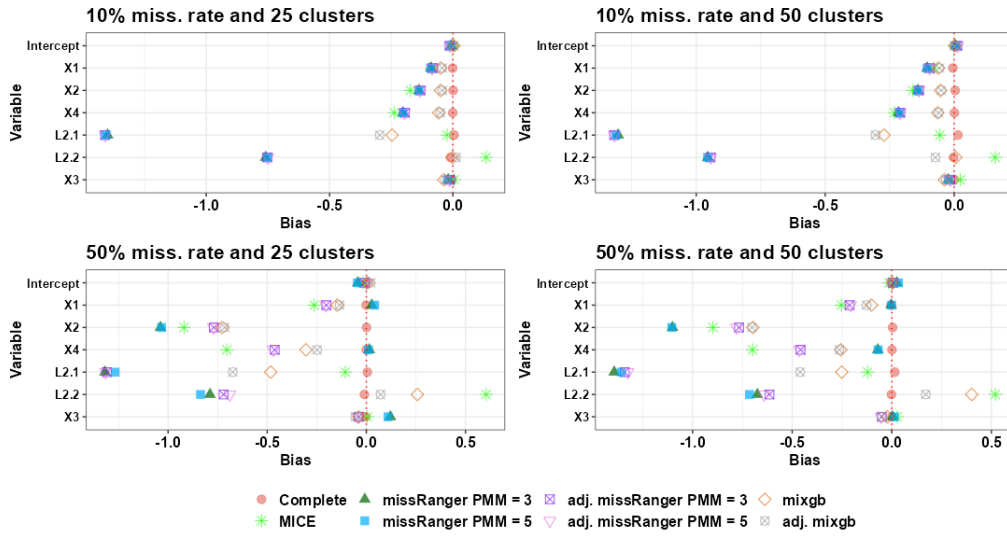 10% miss. rate and 25 clusters
Variable
Intercept
X1
X2
X4
L2.1
L2.2
X3
-1.0 -0.5 0.0
Bias
10% miss. rate and 50 clusters
Variable
Intercept
X1
X2
X4
L2.1
L2.2
X3
-1.0 -0.5 0.0
Bias
50% miss. rate and 25 clusters
Variable
Intercept
X1
X2
X4
L2.1
L2.2
X3
-1.0 -0.5 0.0 0.5
Bias
50% miss. rate and 50 clusters
Variable
Intercept
X1
X2
X4
L2.1
L2.2
X3
-1.0 -0.5 0.0 0.5
Bias
Complete missRanger PMM = 3 adj. missRanger PMM = 3 mixgb
MICE missRanger PMM = 5 adj. missRanger PMM = 5 adj. mixgb